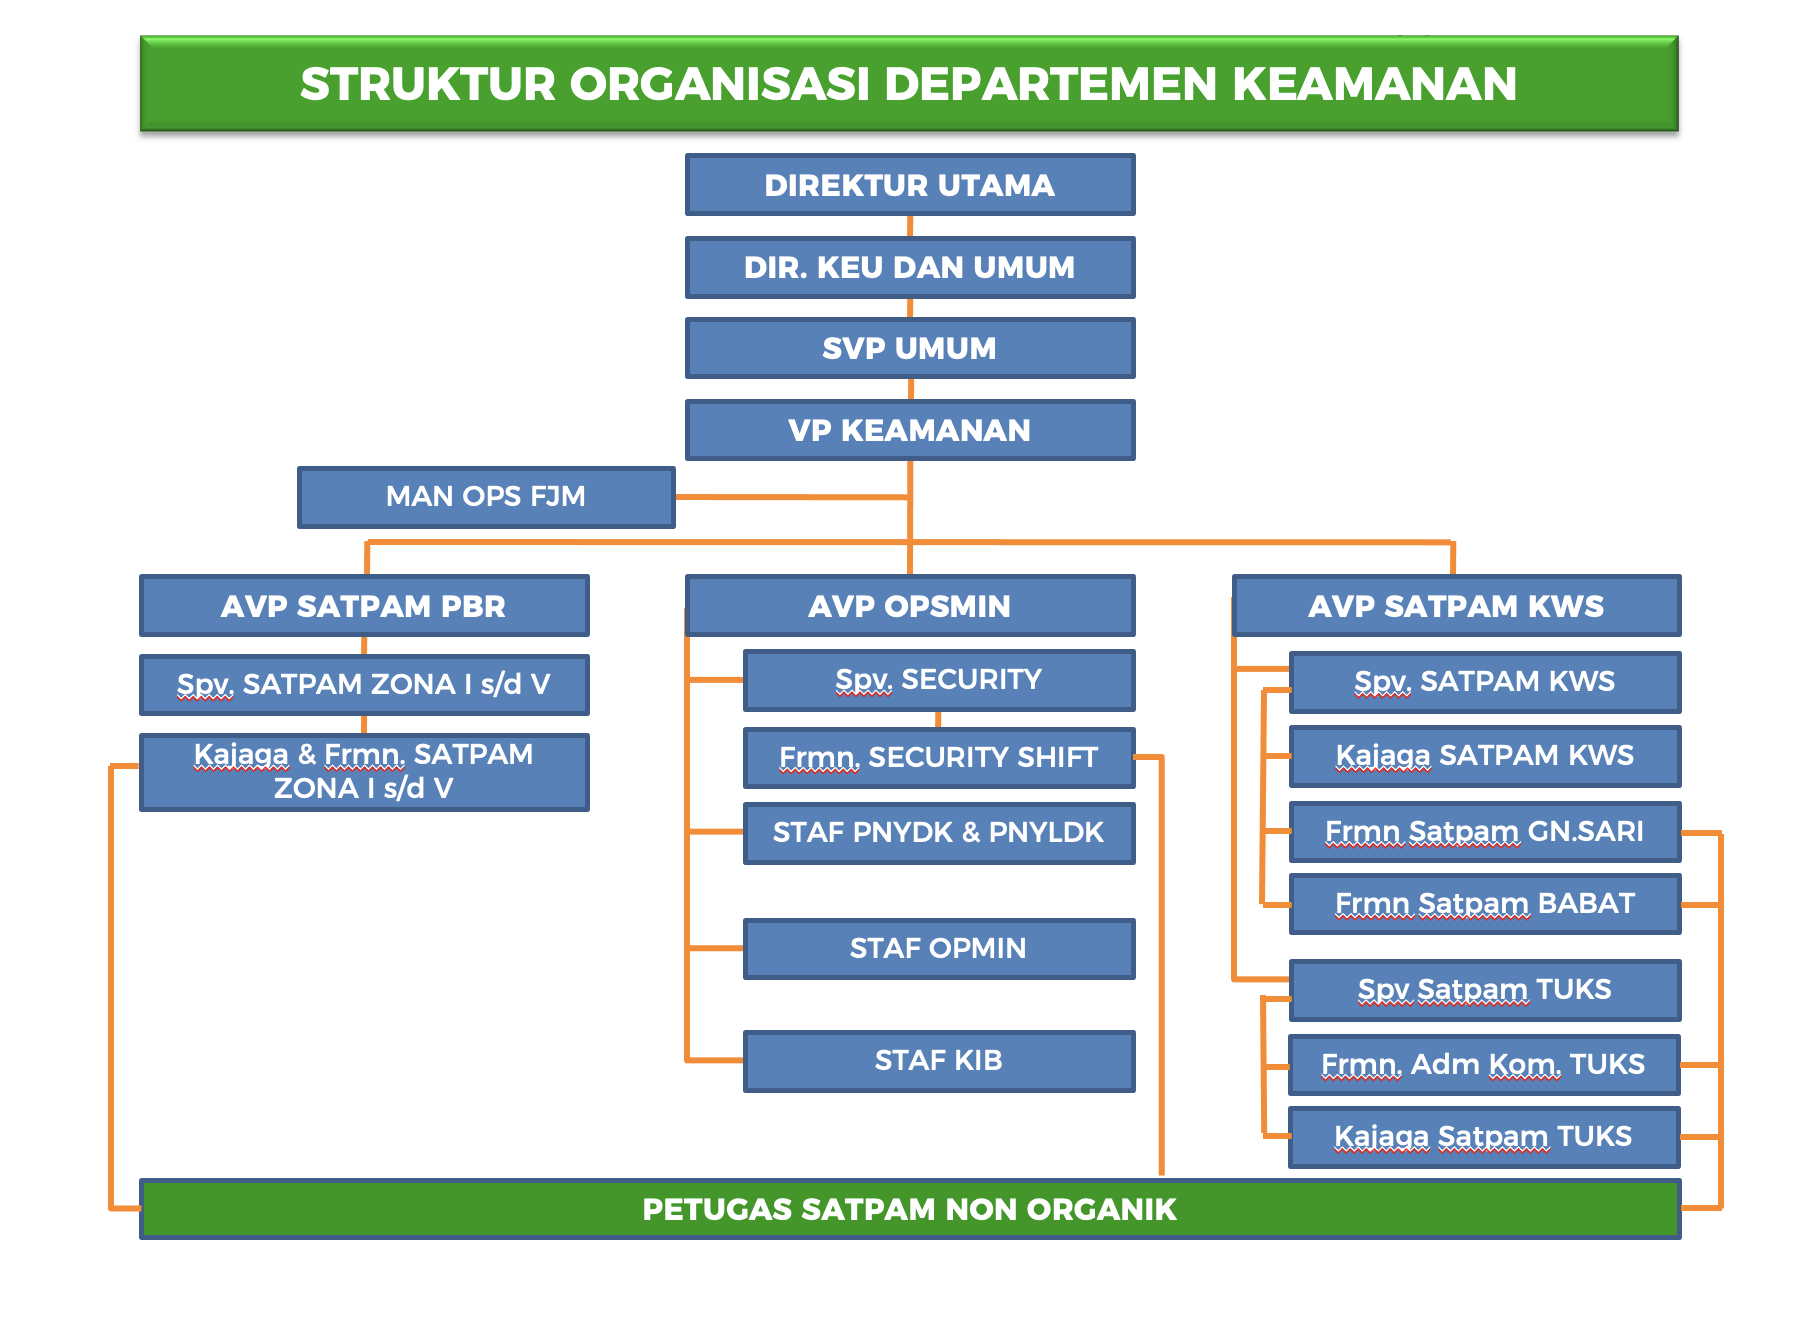 STRUKTUR ORGANISASI DEPARTEMEN KEAMANAN
DIREKTUR UTAMA
DIR. KEU DAN UMUM
SVP UMUM
VP KEAMANAN
MAN OPS FJM
AVP SATPAM PBR
Spv. SATPAM ZONA I s/d V
Kajaga & Frmn. SATPAM
ZONA I s/d V
AVP OPSMIN
Spv. SECURITY
Frmn. SECURITY SHIFT
STAF PNYDK & PNYLDK
STAF OPMIN
STAF KIB
AVP SATPAM KWS
Spv. SATPAM KWS
Kajaga SATPAM KWS
Frmn Satpam GN.SARI
Frmn Satpam BABAT
Spv Satpam TUKS
Frmn. Adm Kom. TUKS
Kajaga Satpam TUKS
PETUGAS SATPAM NON ORGANIK